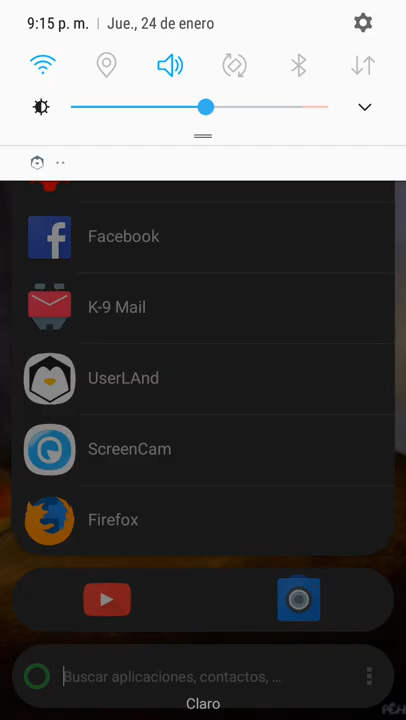 9:15 p. m. | Jue., 24 de enero
Facebook
K-9 Mail
UserLAnd
ScreenCam
Firefox
Buscar aplicaciones, contactos, ...
Claro